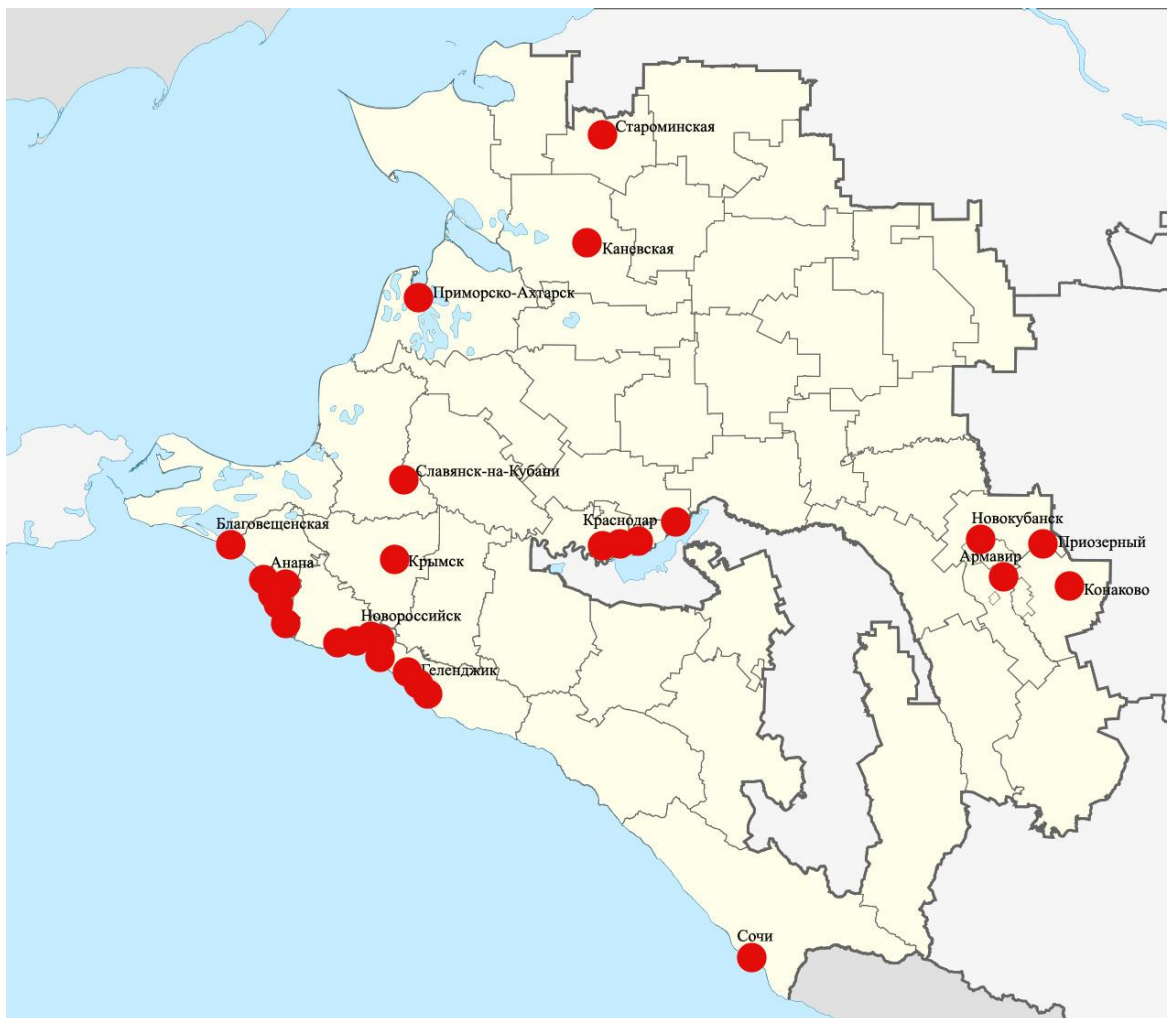 Староминская
Каневская
Приморско-Ахтарск
Славянск-на-Кубани
Краснодар
Благовещенская
Новокубанск
Приозерный
Анапа
Крымск
Армавир
Конаково
Новороссийск
Геленджик
Сочи